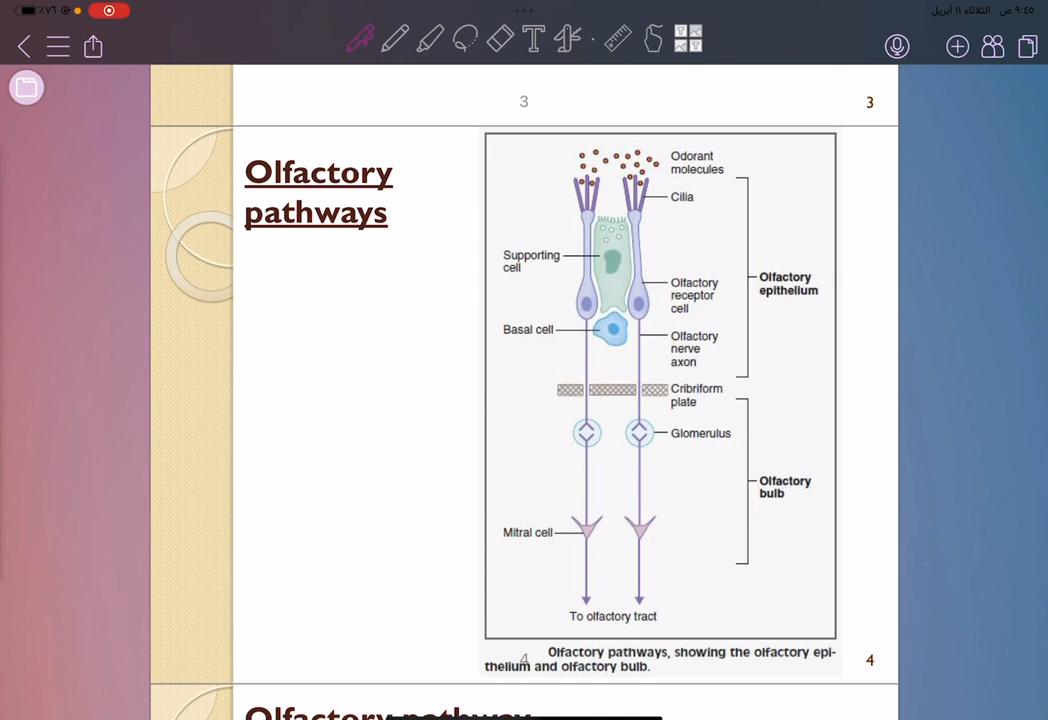 ٩:٤٥ ص الثلاثاء ١١ أبريل
٪٧٦
3
3
Olfactory
pathways
Odorant
molecules
Cilia
Supporting
cell
Olfactory
epithelium
Olfactory
receptor
cell
Basal cell
Olfactory
nerve
axon
Cribriform
plate
Glomerulus
Olfactory
bulb
Mitral cell
To olfactory tract
Olfactory pathways, showing the olfactory epi-
thelium and olfactory bulb.
4
4
Olfactory pathway